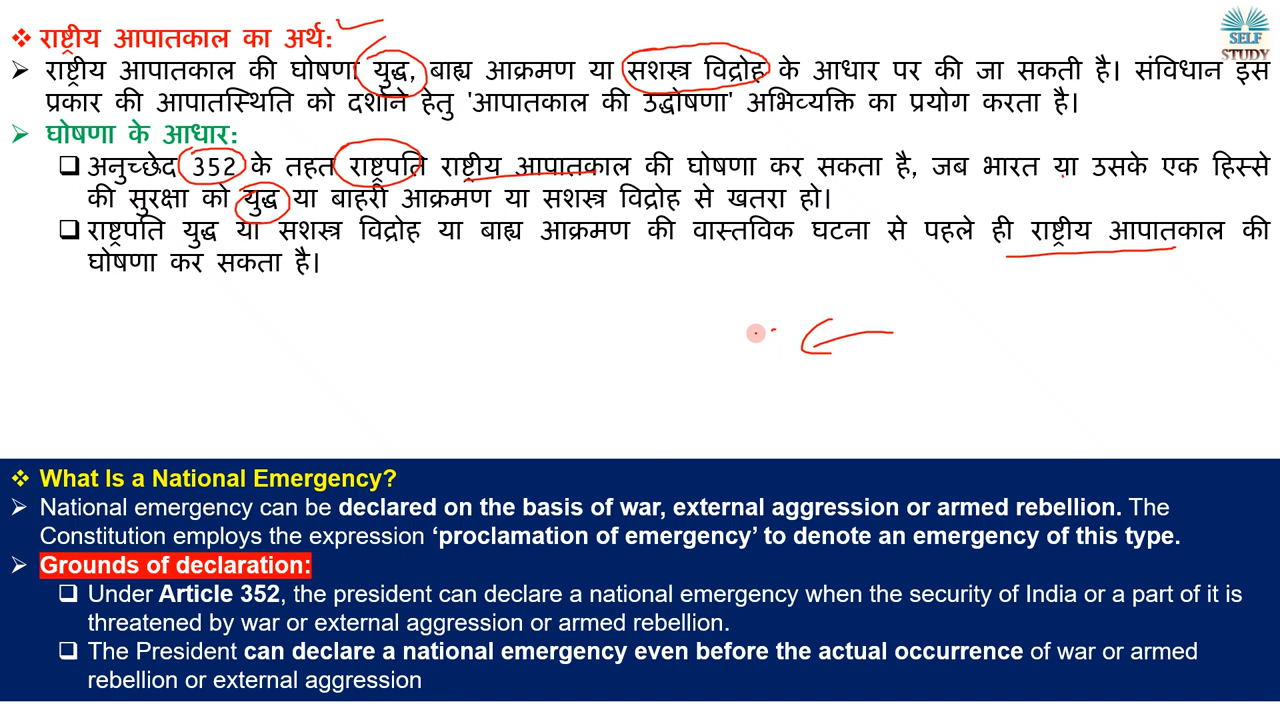 ❖ राष्ट्रीय आपातकाल का अर्थ:
SELF
STUDY
➢ राष्ट्रीय आपातकाल की घोषणा युद्ध, बाह्य आक्रमण या सशस्त्र विद्रोह के आधार पर की जा सकती है। संविधान इस
प्रकार की आपातस्थिति को दर्शाने हेतु 'आपातकाल की उद्घोषणा' अभिव्यक्ति का प्रयोग करता है।
➢ घोषणा के आधार:
❑ अनुच्छेद 352 के तहत राष्ट्रपति राष्ट्रीय आपातकाल की घोषणा कर सकता है, जब भारत या उसके एक हिस्से
की सुरक्षा को युद्ध या बाहरी आक्रमण या सशस्त्र विद्रोह से खतरा हो।
❑ राष्ट्रपति युद्ध या सशस्त्र विद्रोह या बाह्य आक्रमण की वास्तविक घटना से पहले ही राष्ट्रीय आपातकाल की
घोषणा कर सकता है।
❖ What Is a National Emergency?
➢ National emergency can be declared on the basis of war, external aggression or armed rebellion. The
Constitution employs the expression ‘proclamation of emergency’ to denote an emergency of this type.
➢ Grounds of declaration:
❑ Under Article 352, the president can declare a national emergency when the security of India or a part of it is
threatened by war or external aggression or armed rebellion.
❑ The President can declare a national emergency even before the actual occurrence of war or armed
rebellion or external aggression